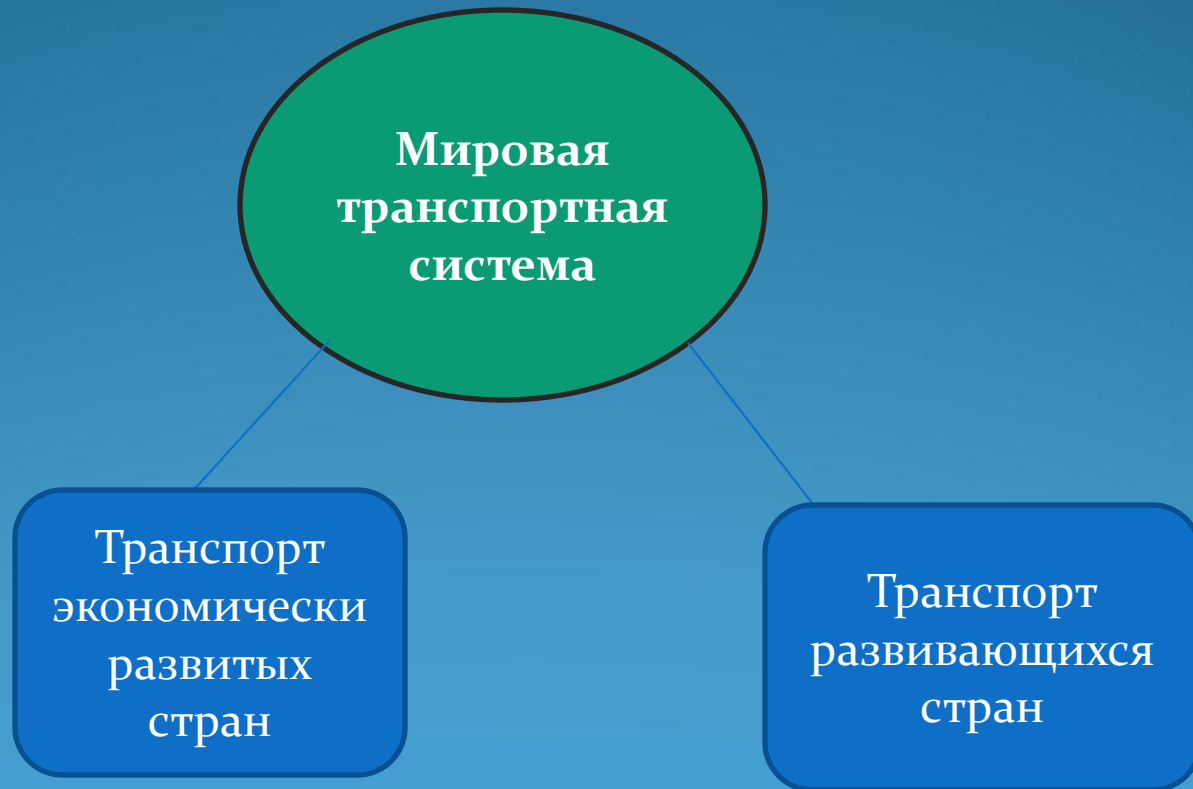 Мировая
транспортная
система
Транспорт
экономически
развитых
стран
Транспорт
развивающихся
стран